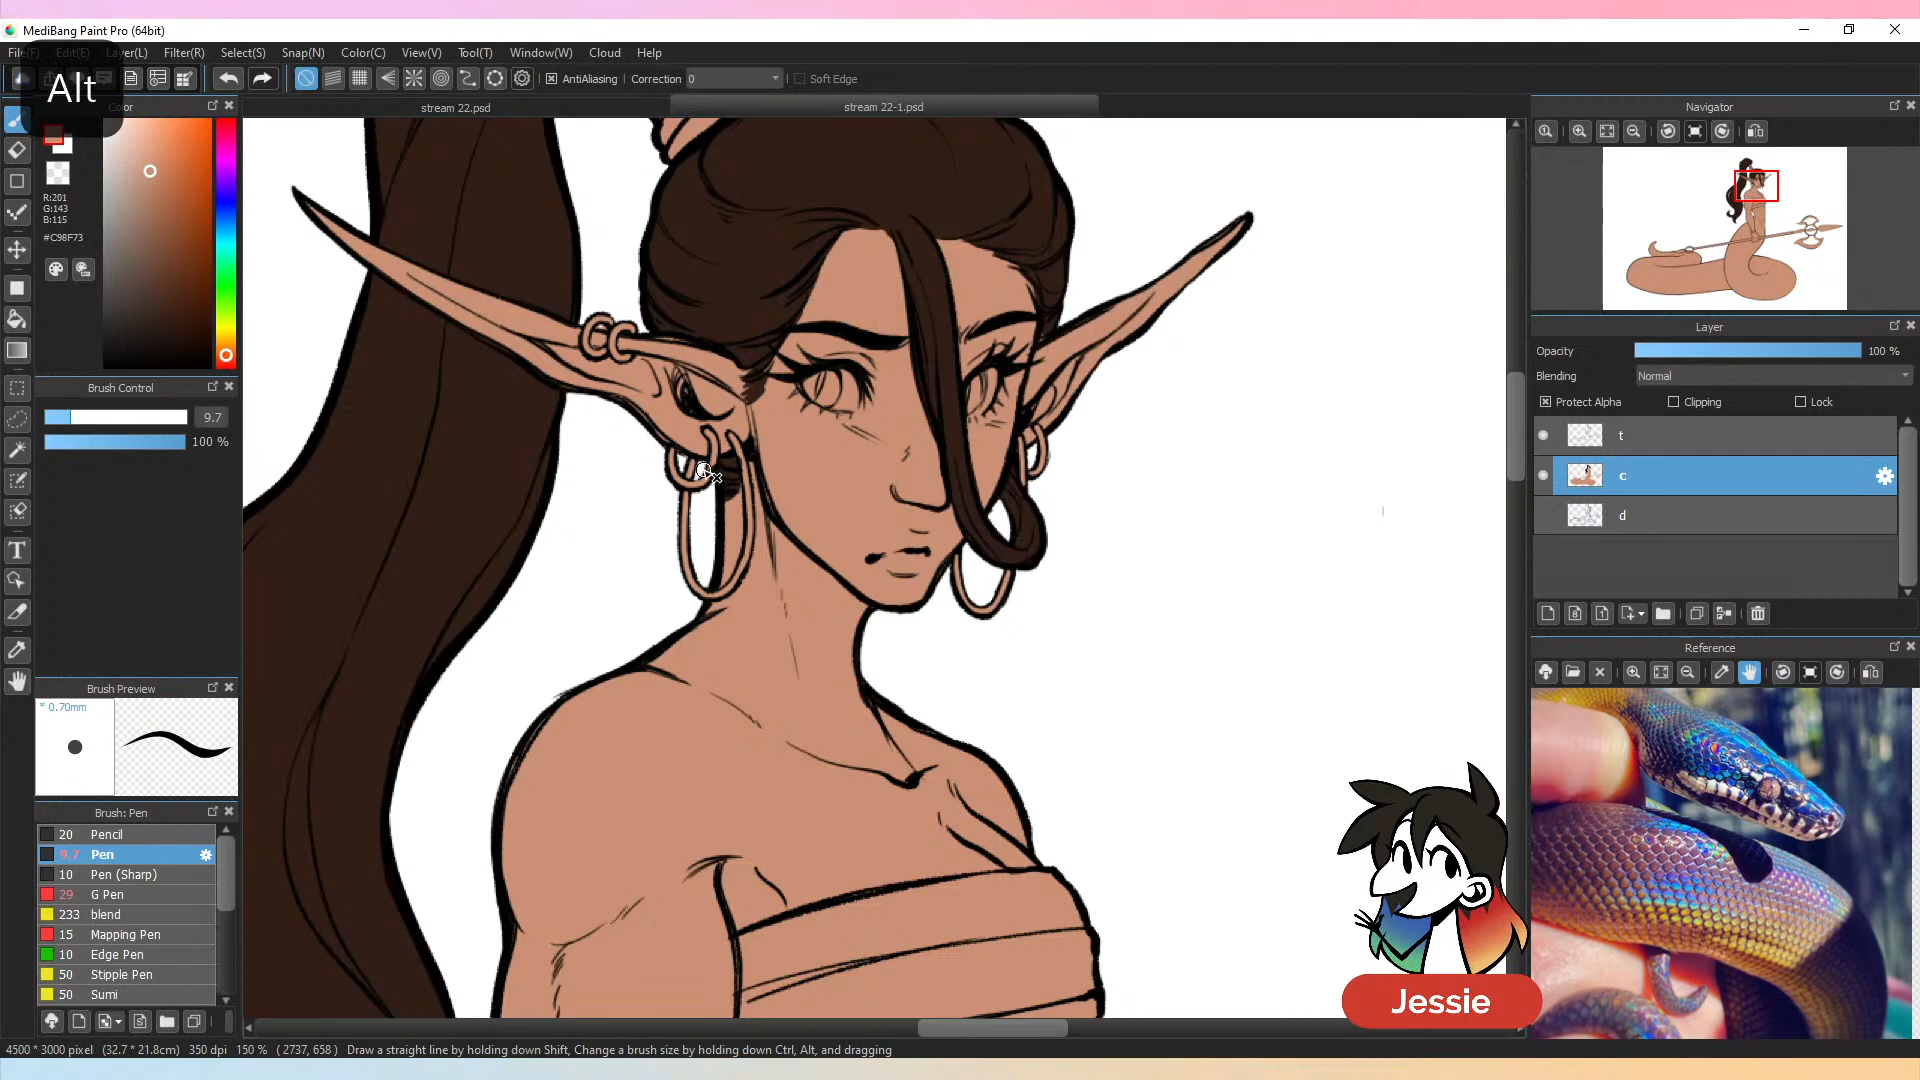 MediBang Paint Pro (64bit)
File(F) Edit(E) Layer(L) Filter(R) Select(S) Snap(N) Color(C) View(V) Tool(T) Window(W) Cloud Help
Alt
AntiAliasing Correction 0 Soft Edge
Color
stream 22.psd
stream 22-1.psd
Navigator
R:201
G:143
B:115
#C98F73
Layer
Opacity 100 %
Blending Normal
Protect Alpha Clipping Lock
t
c
d
Brush Control
9.7
100 %
Reference
Brush Preview
* 0.70mm
Brush: Pen
20 Pencil
9.7 Pen
10 Pen (Sharp)
29 G Pen
233 blend
15 Mapping Pen
10 Edge Pen
50 Stipple Pen
50 Sumi
Jessie
4500 * 3000 pixel (32.7 * 21.8cm) 350 dpi 150 % ( 2737, 658 ) Draw a straight line by holding down Shift, Change a brush size by holding down Ctrl, Alt, and dragging